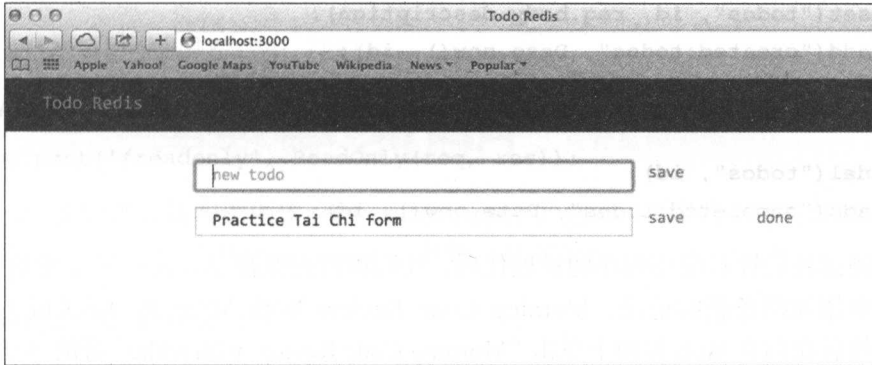 Todo Redis
localhost:3000
Apple Yahoo! Google Maps YouTube Wikipedia News Popular
Todo Redis
new todo save
Practice Tai Chi form save done